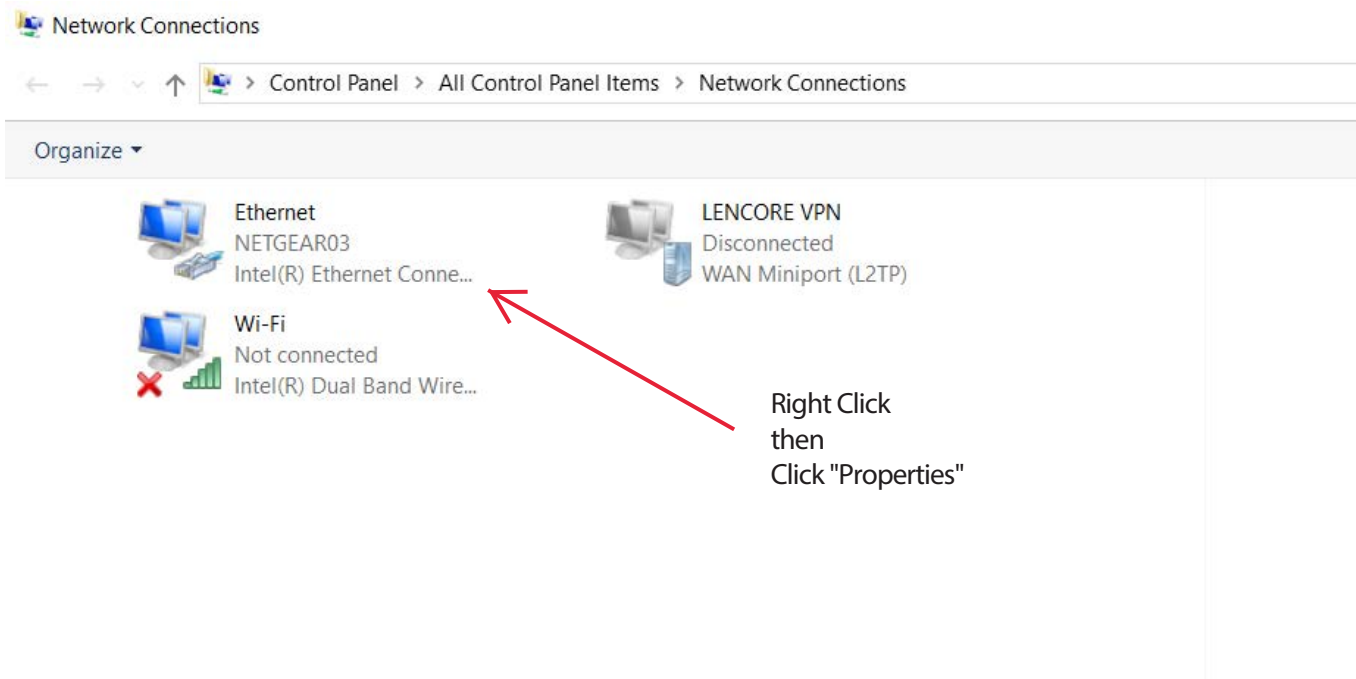 Network Connections
Control Panel > All Control Panel Items > Network Connections
Organize
Ethernet
NETGEAR03
Intel(R) Ethernet Conne...
LENCORE VPN
Disconnected
WAN Miniport (L2TP)
Wi-Fi
Not connected
Intel(R) Dual Band Wire...
Right Click
then
Click "Properties"